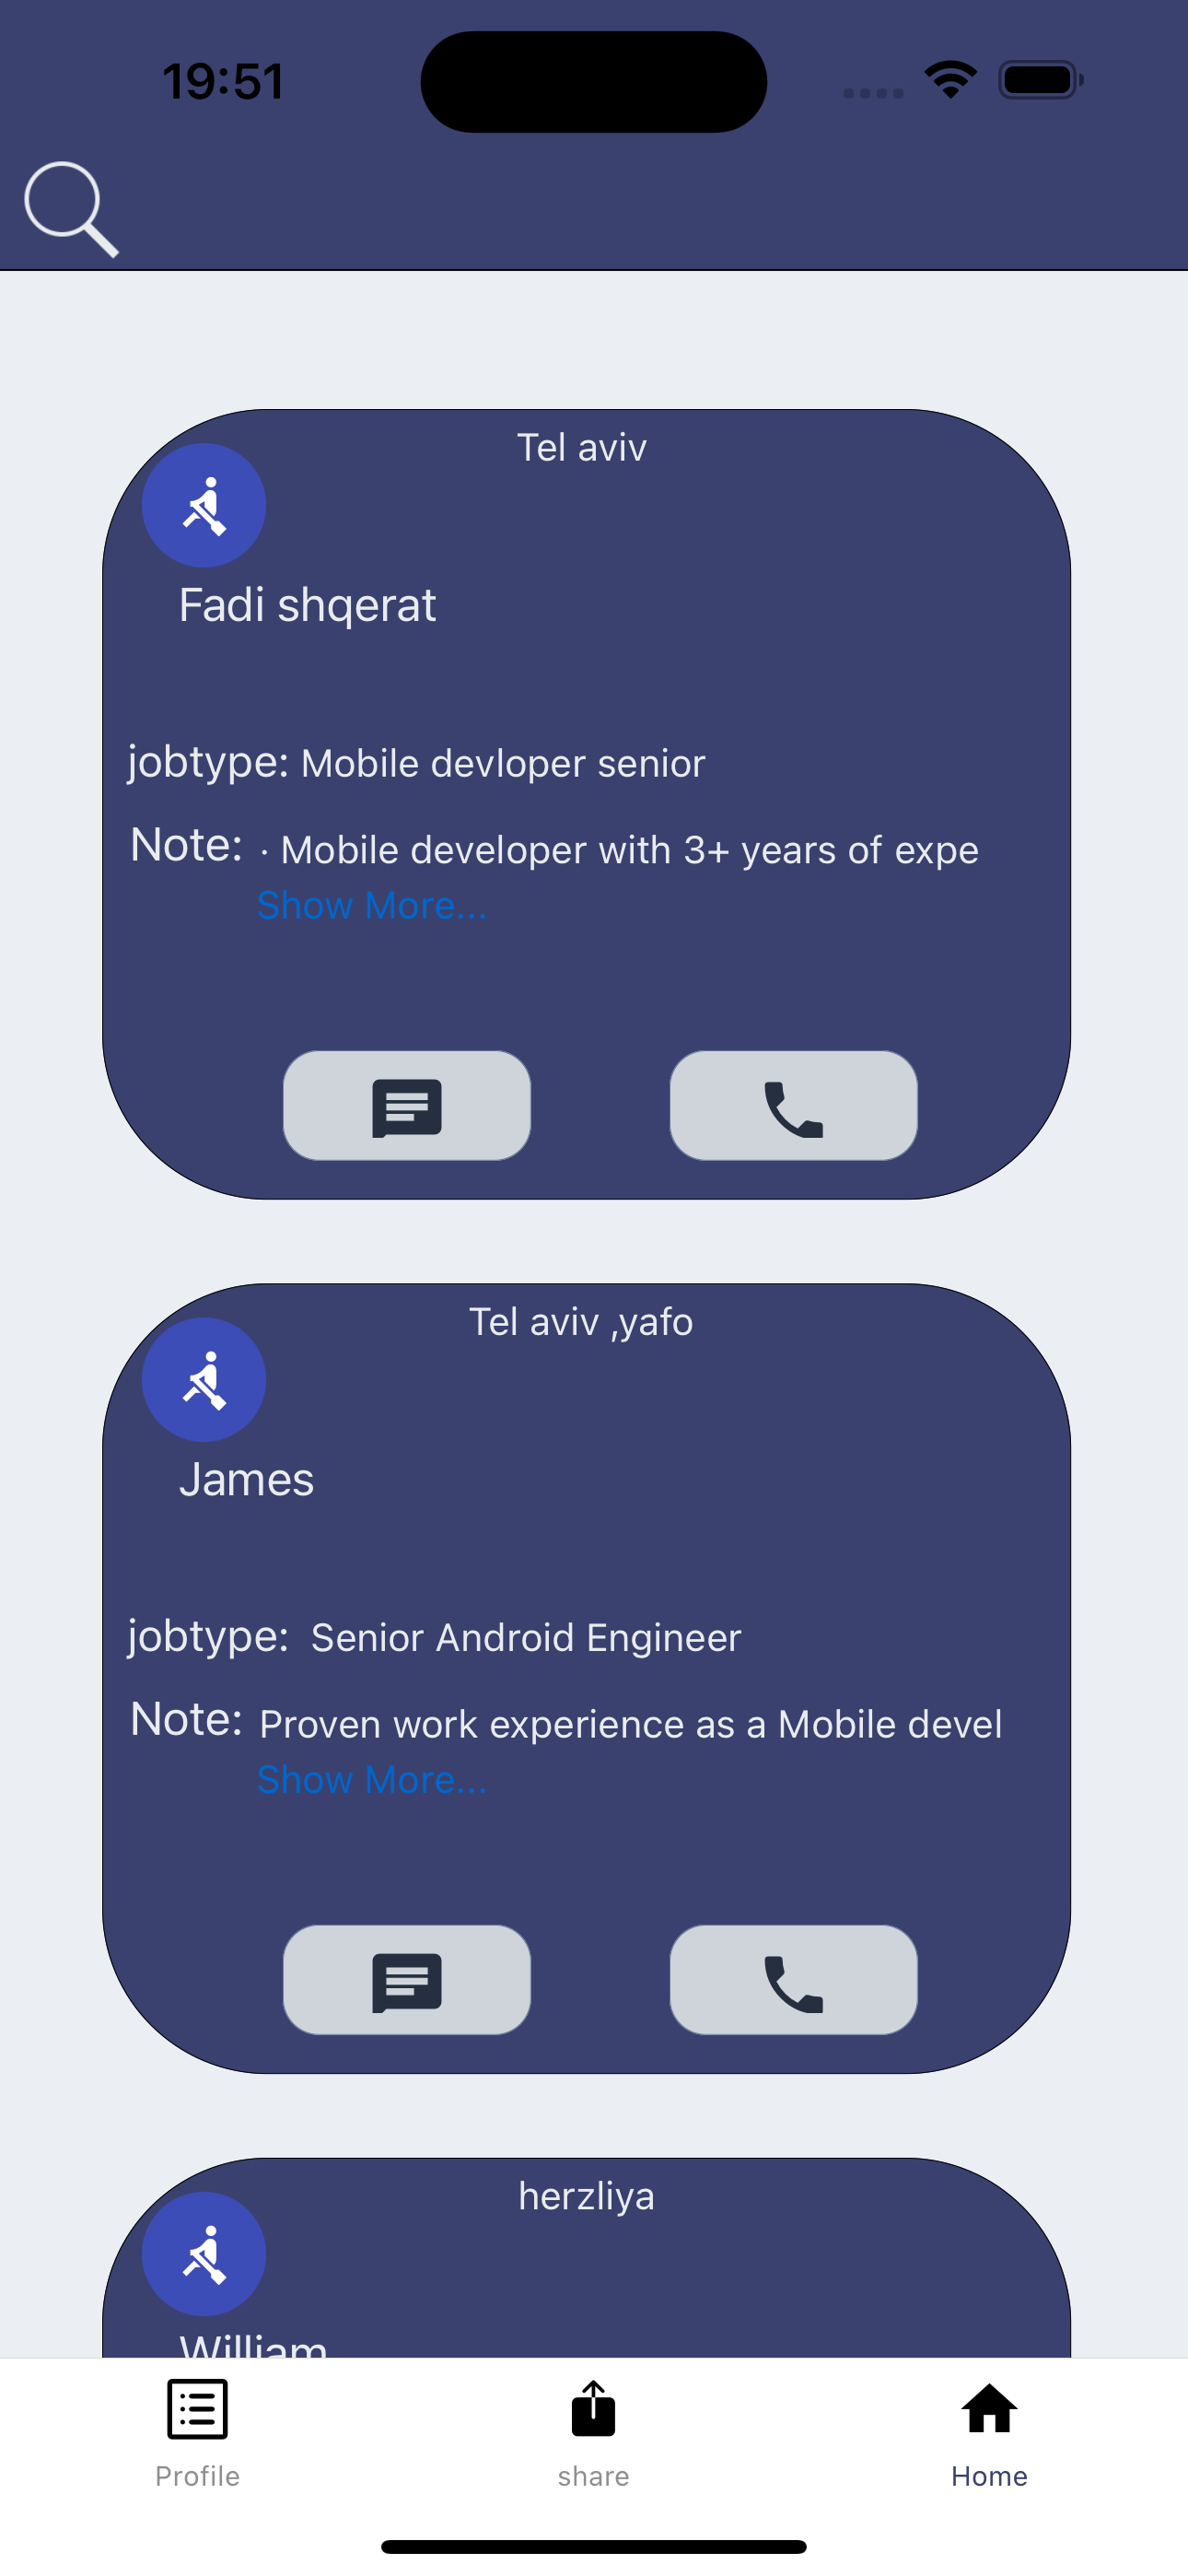 19:51
Tel aviv
Fadi shqerat
jobtype: Mobile devloper senior
Note: · Mobile developer with 3+ years of expe
Show More...
Tel aviv ,yafo
James
jobtype: Senior Android Engineer
Note: Proven work experience as a Mobile devel
Show More...
herzliya
William
Profile
share
Home